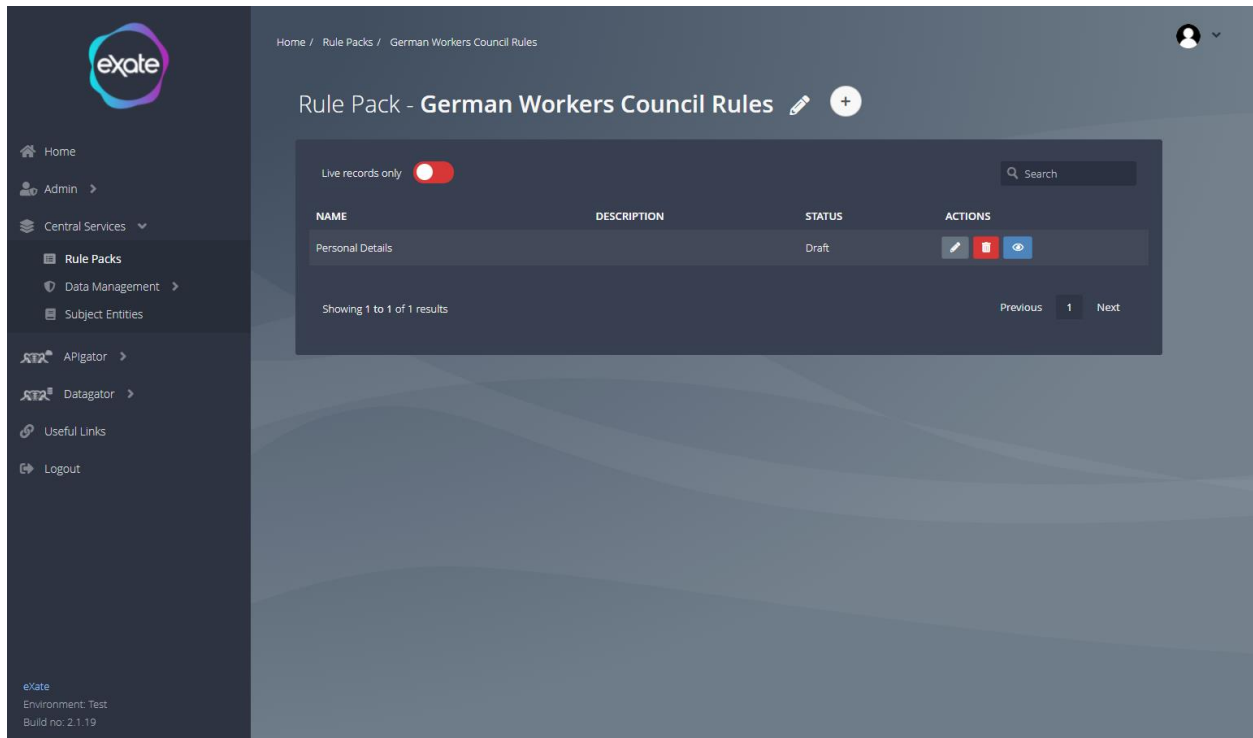 eXate
Home / Rule Packs / German Workers Council Rules
Rule Pack - German Workers Council Rules
Home
Admin
Central Services
Rule Packs
Data Management
Subject Entities
APIgator
Datagator
Useful Links
Logout
eXate
Environment: Test
Build no: 2.1.19
Live records only
Search
NAME DESCRIPTION STATUS ACTIONS
Personal Details Draft
Showing 1 to 1 of 1 results
Previous 1 Next